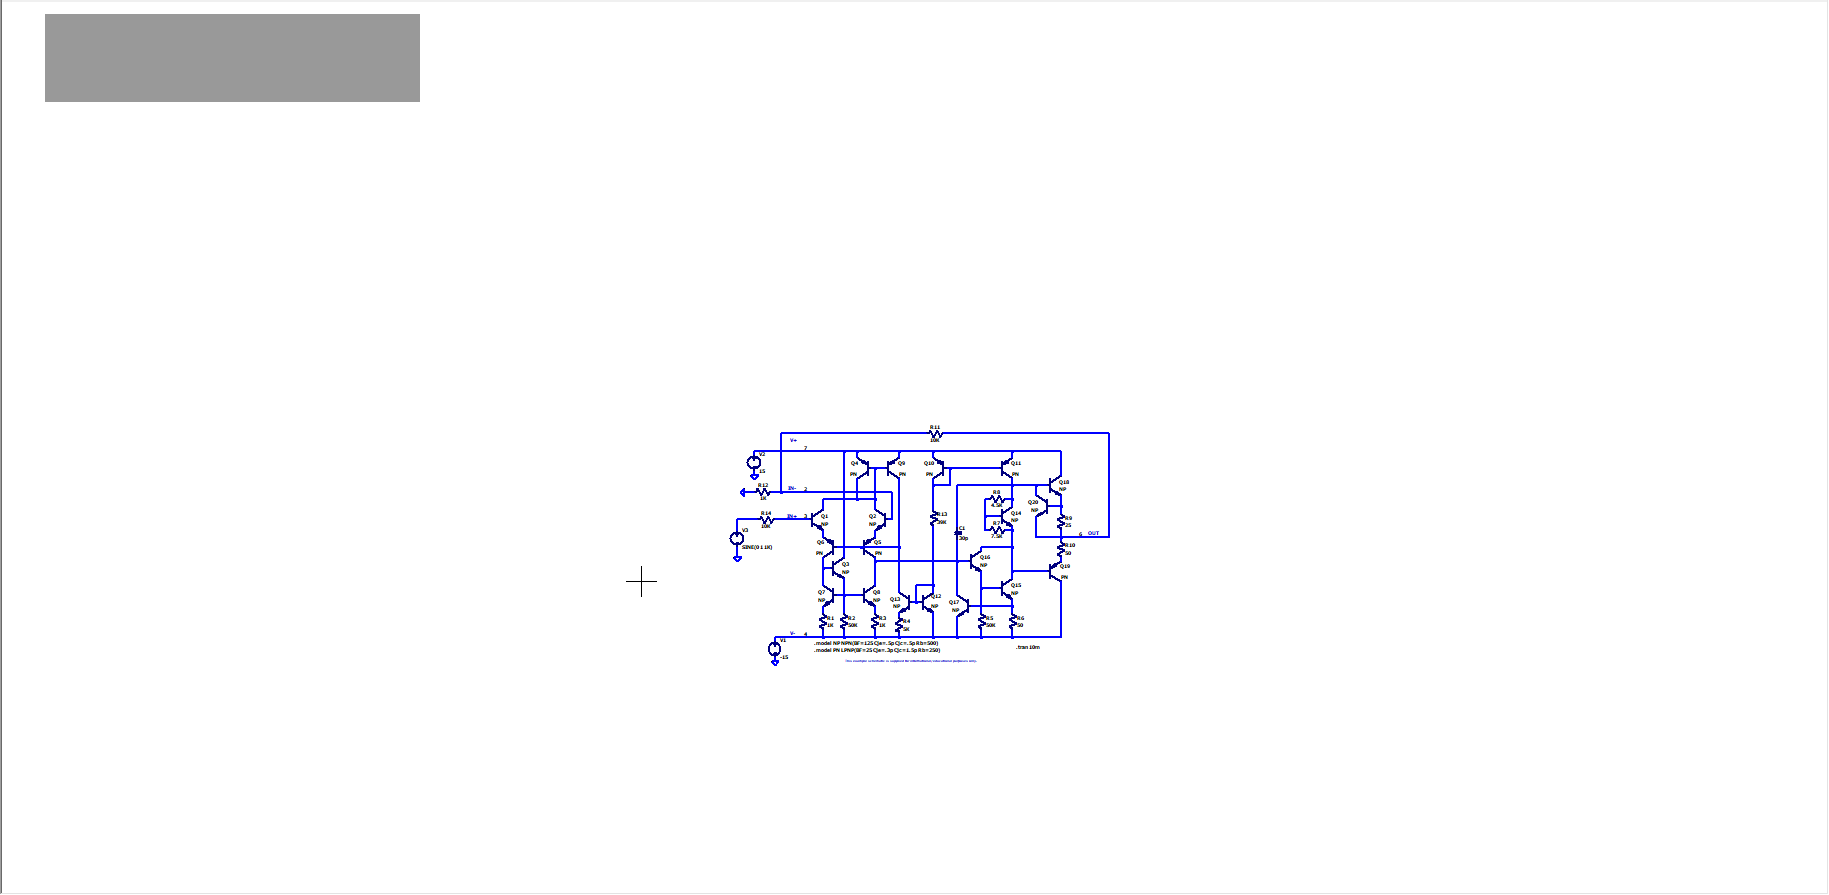 R11
10K
V+
7
V2
15
Q4
PN
Q9
PN
Q10
PN
Q11
PN
R12
1K
IN-
2
Q18
NP
R8
4.5K
Q20
NP
R14
10K
IN+
3
Q1
NP
Q2
NP
R13
39K
Q14
NP
R9
25
R7
7.5K
C1
30p
V3
SINE(0 1 1K)
6
OUT
Q6
PN
Q5
PN
R10
50
Q3
NP
Q16
NP
Q19
PN
Q7
NP
Q8
NP
Q13
NP
Q12
NP
Q17
NP
Q15
NP
R1
1K
R2
50K
R3
1K
R4
5K
R5
50K
R6
50
V-
4
V1
-15
.model NP NPN(BF=125 Cje=.5p Cjc=.5p Rb=500)
.model PN LPNP(BF=25 Cje=.3p Cjc=1.5p Rb=250)
.tran 10m
This example schematic is supplied for informational/educational purposes only.